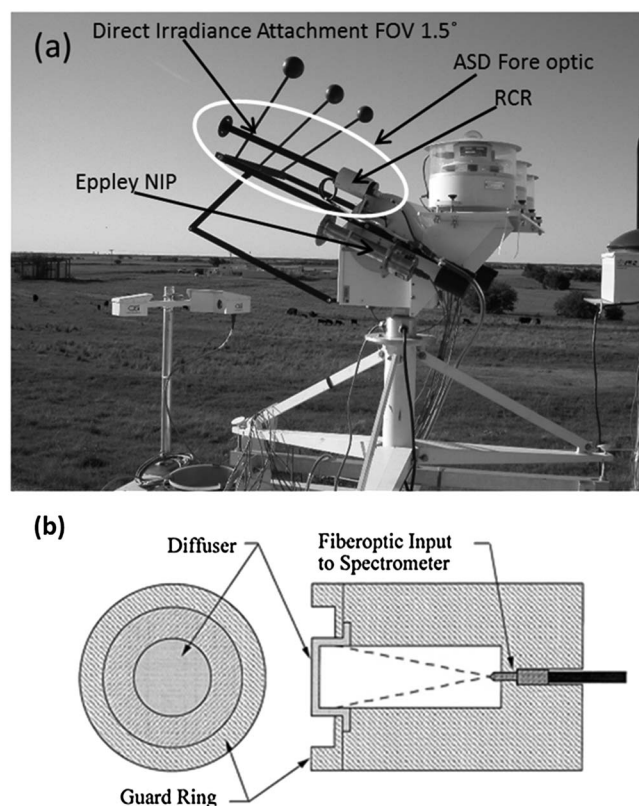 (a)
Direct Irradiance Attachment FOV 1.5°
ASD Fore optic
RCR
Eppley NIP
(b)
Diffuser
Fiberoptic Input
to Spectrometer
Guard Ring